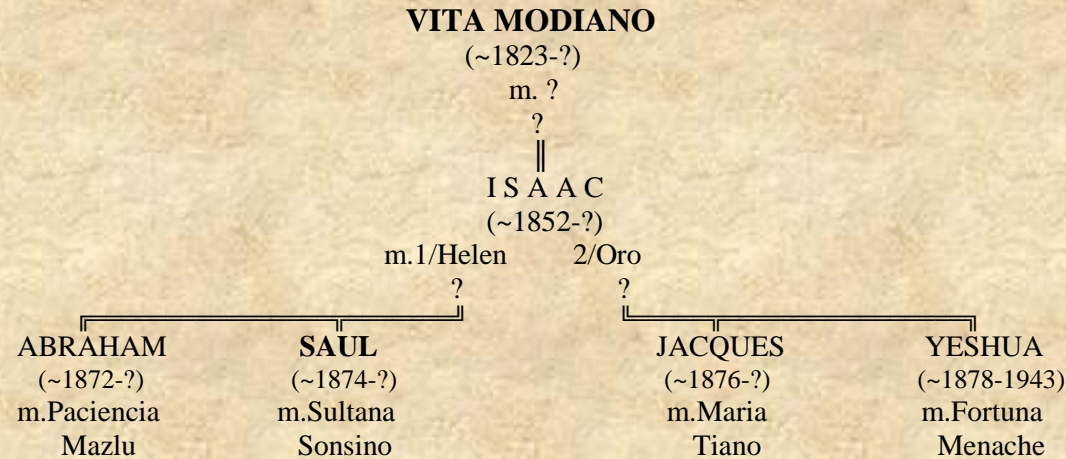 VITA MODIANO
(~1823-?)
m. ?
?
I S A A C
(~1852-?)
m.1/Helen 2/Oro
? ?
ABRAHAM SAUL JACQUES YESHUA
(~1872-?) (~1874-?) (~1876-?) (~1878-1943)
m.Paciencia m.Sultana m.Maria m.Fortuna
Mazlu Sonsino Tiano Menache